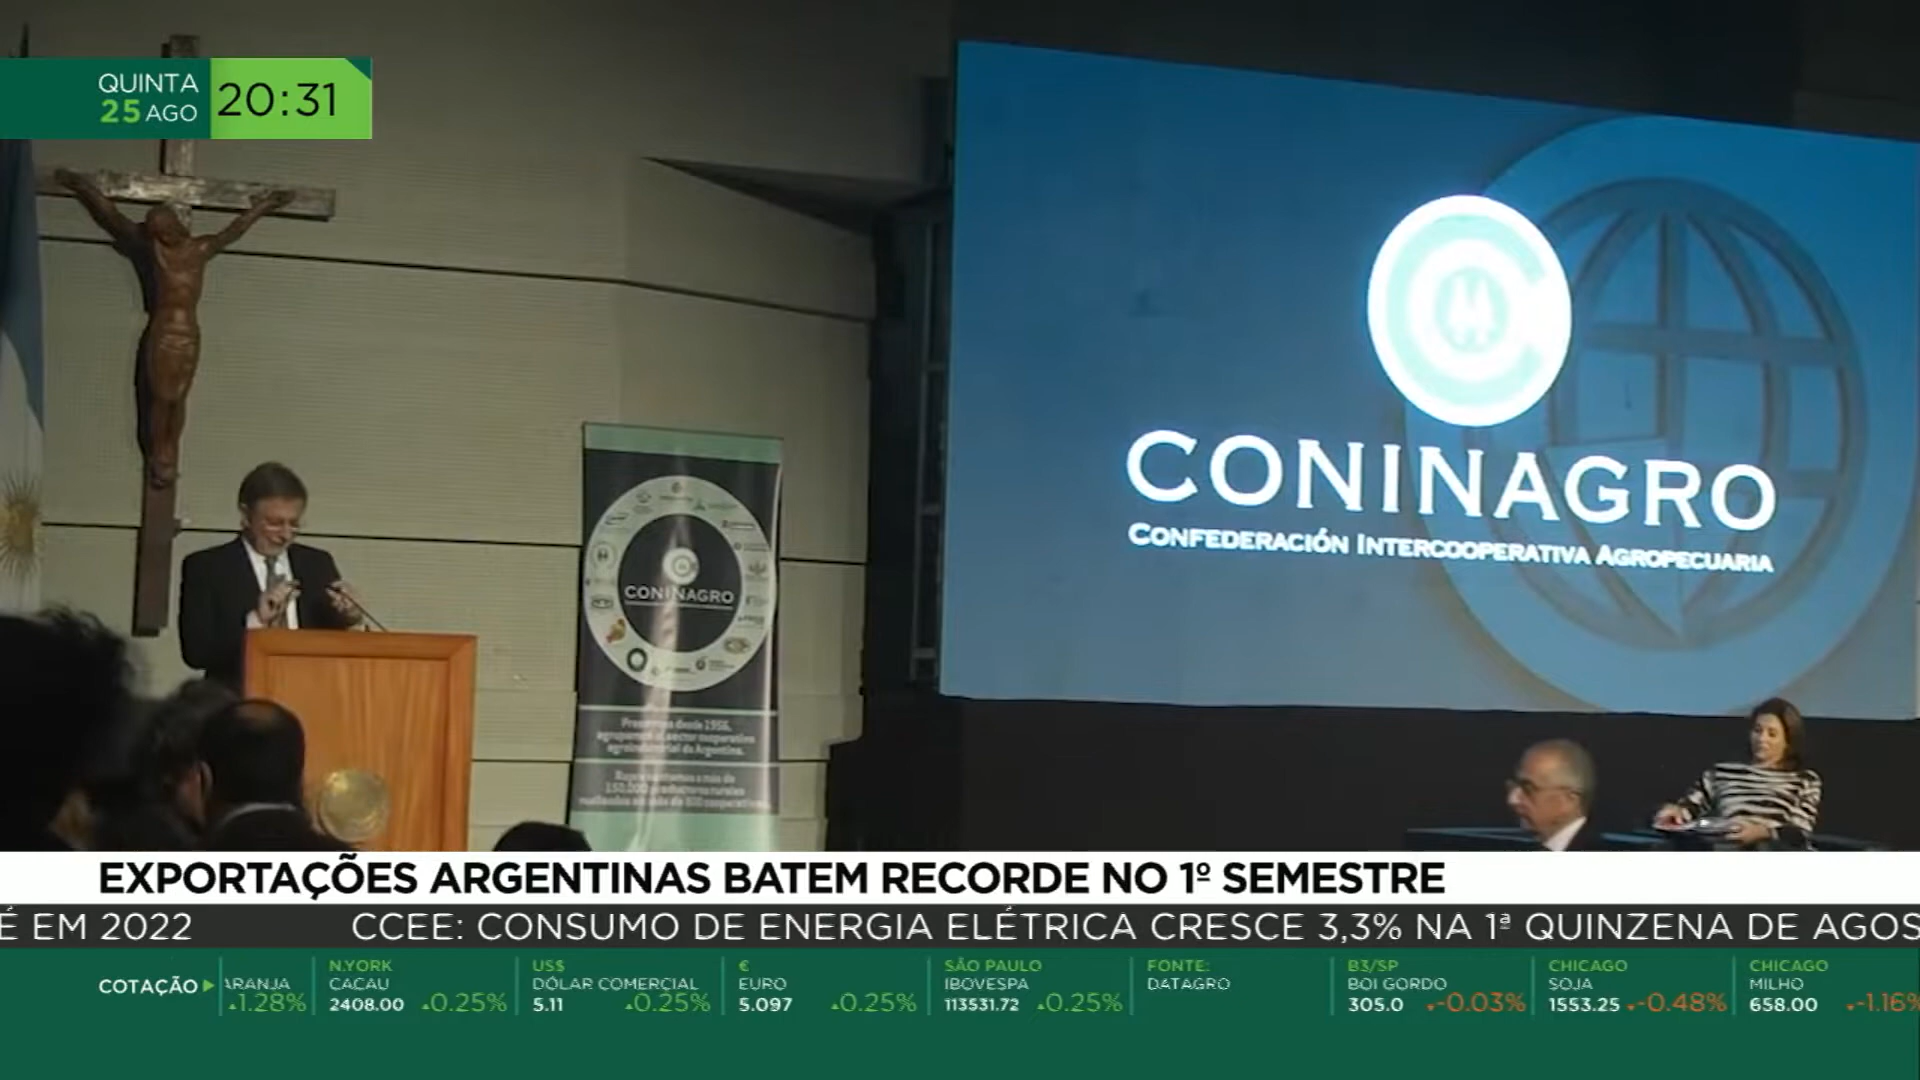 QUINTA
25 AGO
20:31
CONINAGRO
CONFEDERACIÓN INTERCOOPERATIVA AGROPECUARIA
CONINAGRO
EXPORTAÇÕES ARGENTINAS BATEM RECORDE NO 1º SEMESTRE
É EM 2022 CCEE: CONSUMO DE ENERGIA ELÉTRICA CRESCE 3,3% NA 1ª QUINZENA DE AGOS
COTAÇÃO
ARANJA
1.28%
N.YORK
CACAU
2408.00 0.25%
US$
DÓLAR COMERCIAL
5.11 0.25%
€
EURO
5.097 0.25%
SÃO PAULO
IBOVESPA
113531.72 0.25%
FONTE:
DATAGRO
B3/SP
BOI GORDO
305.0 -0.03%
CHICAGO
SOJA
1553.25 -0.48%
CHICAGO
MILHO
658.00 -1.16%